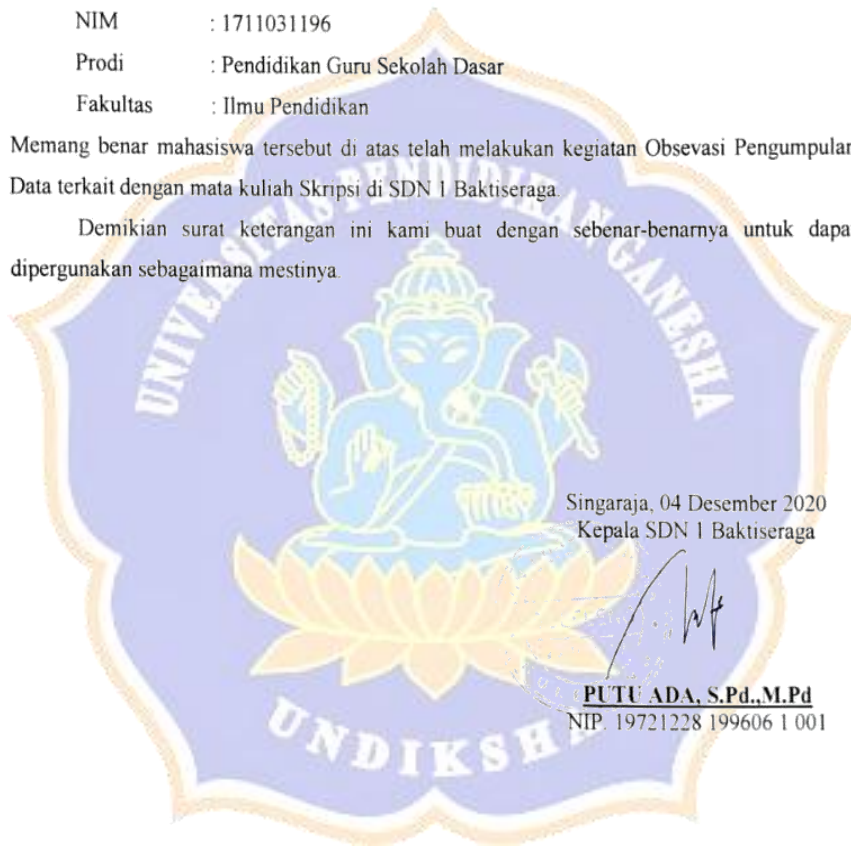 NIM : 1711031196
Prodi : Pendidikan Guru Sekolah Dasar
Fakultas : Ilmu Pendidikan
Memang benar mahasiswa tersebut di atas telah melakukan kegiatan Obsevasi Pengumpulan
Data terkait dengan mata kuliah Skripsi di SDN 1 Baktiseraga.
Demikian surat keterangan ini kami buat dengan sebenar-benarnya untuk dapa
dipergunakan sebagaimana mestinya.
UNIVERSITAS PENDIDIKAN GANESHA
Singaraja, 04 Desember 2020
Kepala SDN 1 Baktiseraga
PUTU ADA, S.Pd.,M.Pd
NIP. 19721228 199606 1 001
UNDIKSHA